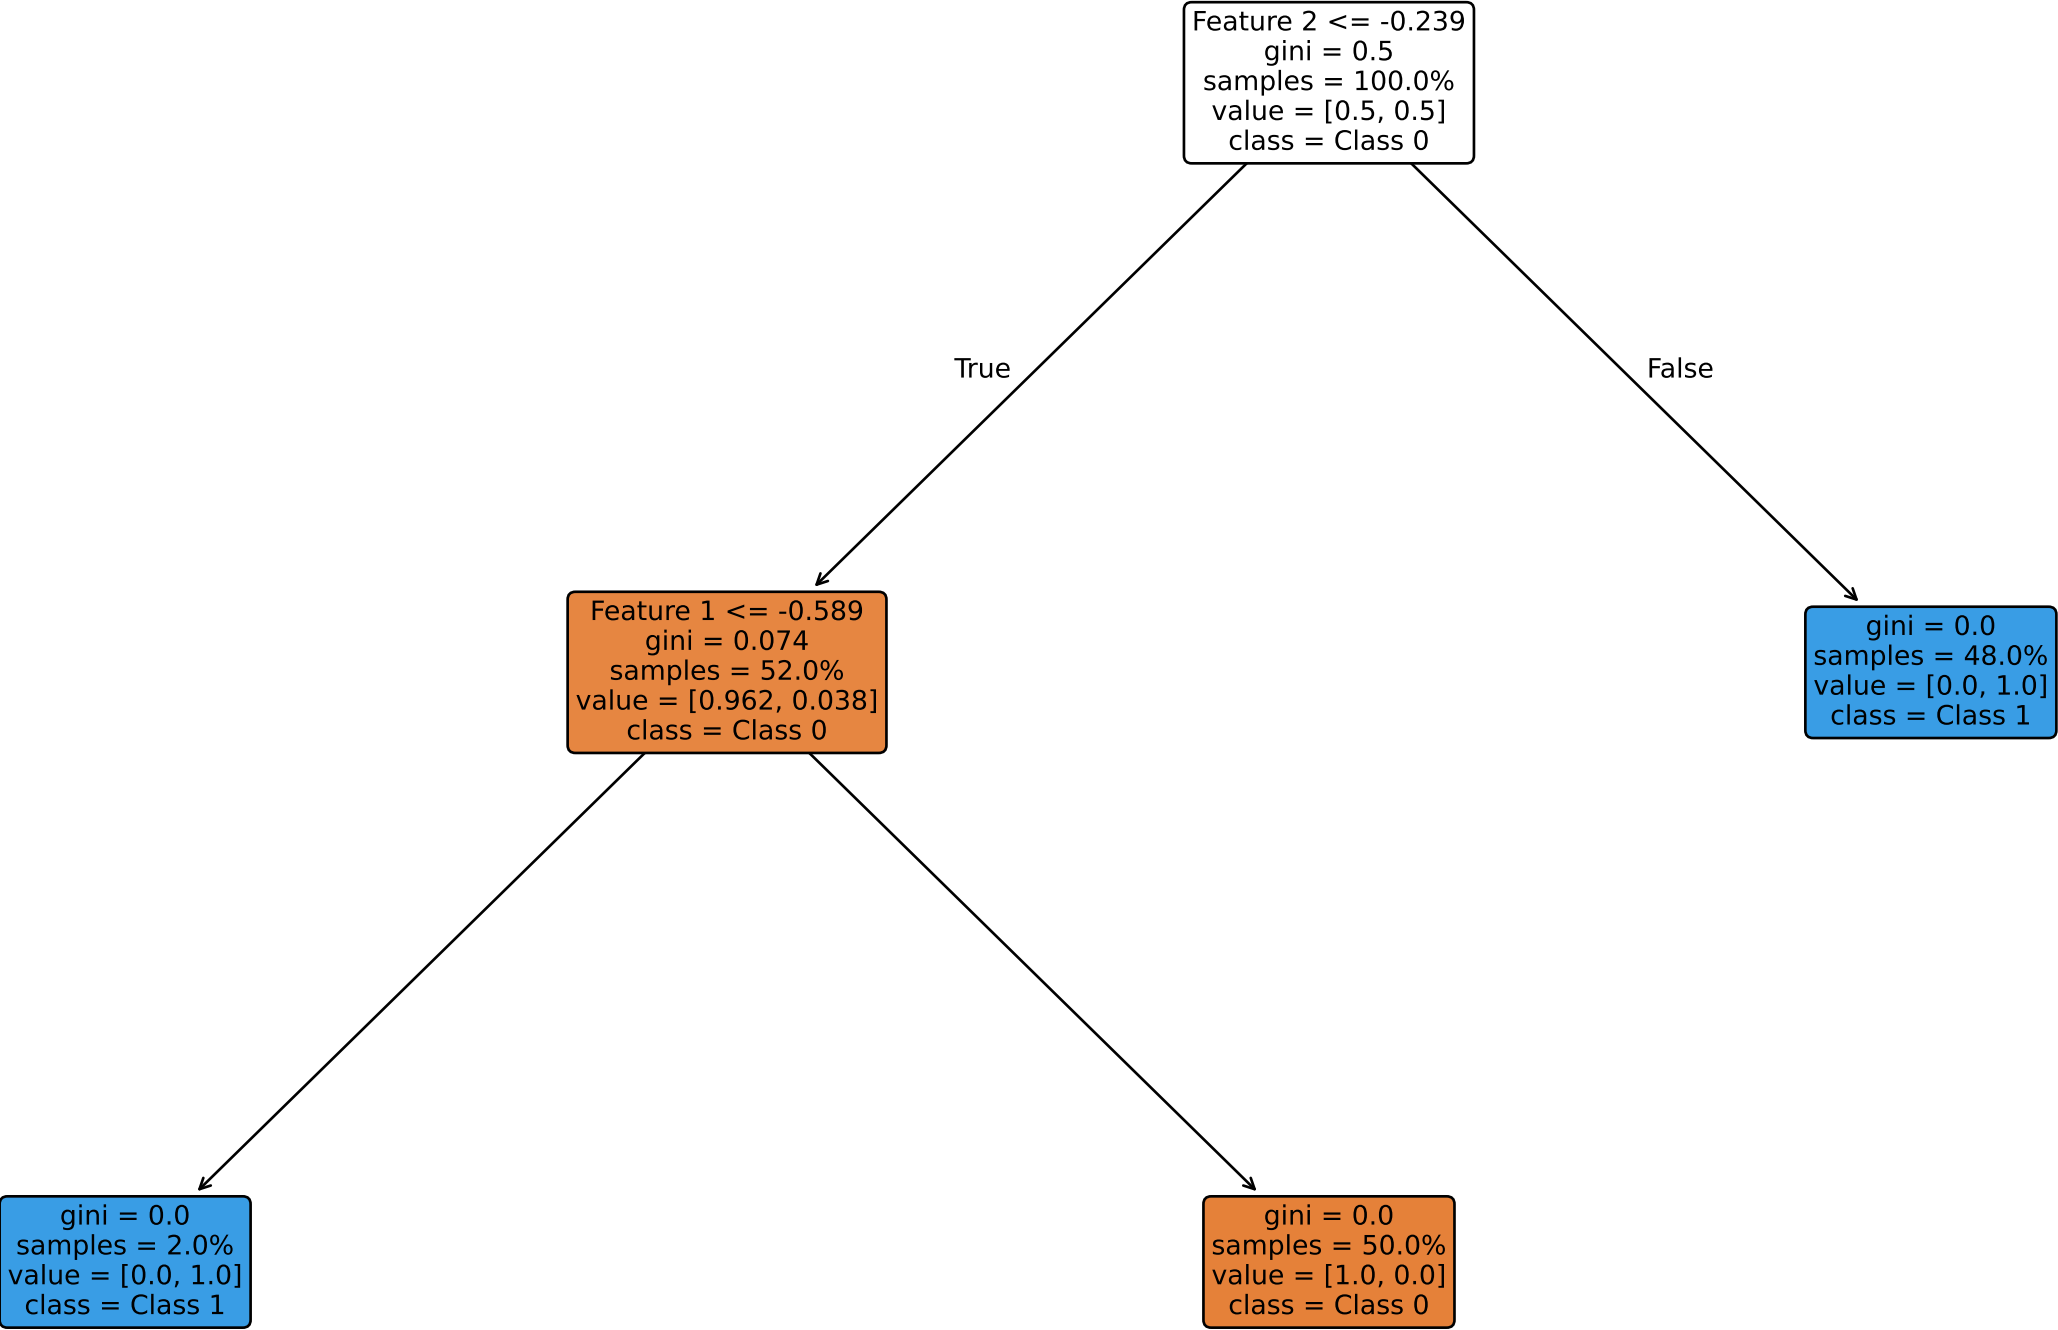 Feature 2 <= -0.239
gini = 0.5
samples = 100.0%
value = [0.5, 0.5]
class = Class 0
True
False
Feature 1 <= -0.589
gini = 0.074
samples = 52.0%
value = [0.962, 0.038]
class = Class 0
gini = 0.0
samples = 48.0%
value = [0.0, 1.0]
class = Class 1
gini = 0.0
samples = 2.0%
value = [0.0, 1.0]
class = Class 1
gini = 0.0
samples = 50.0%
value = [1.0, 0.0]
class = Class 0